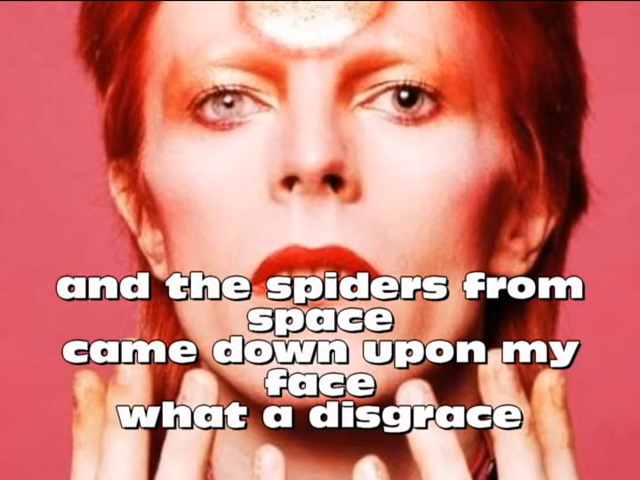 and the spiders from
space
came down upon my
face
what a disgrace